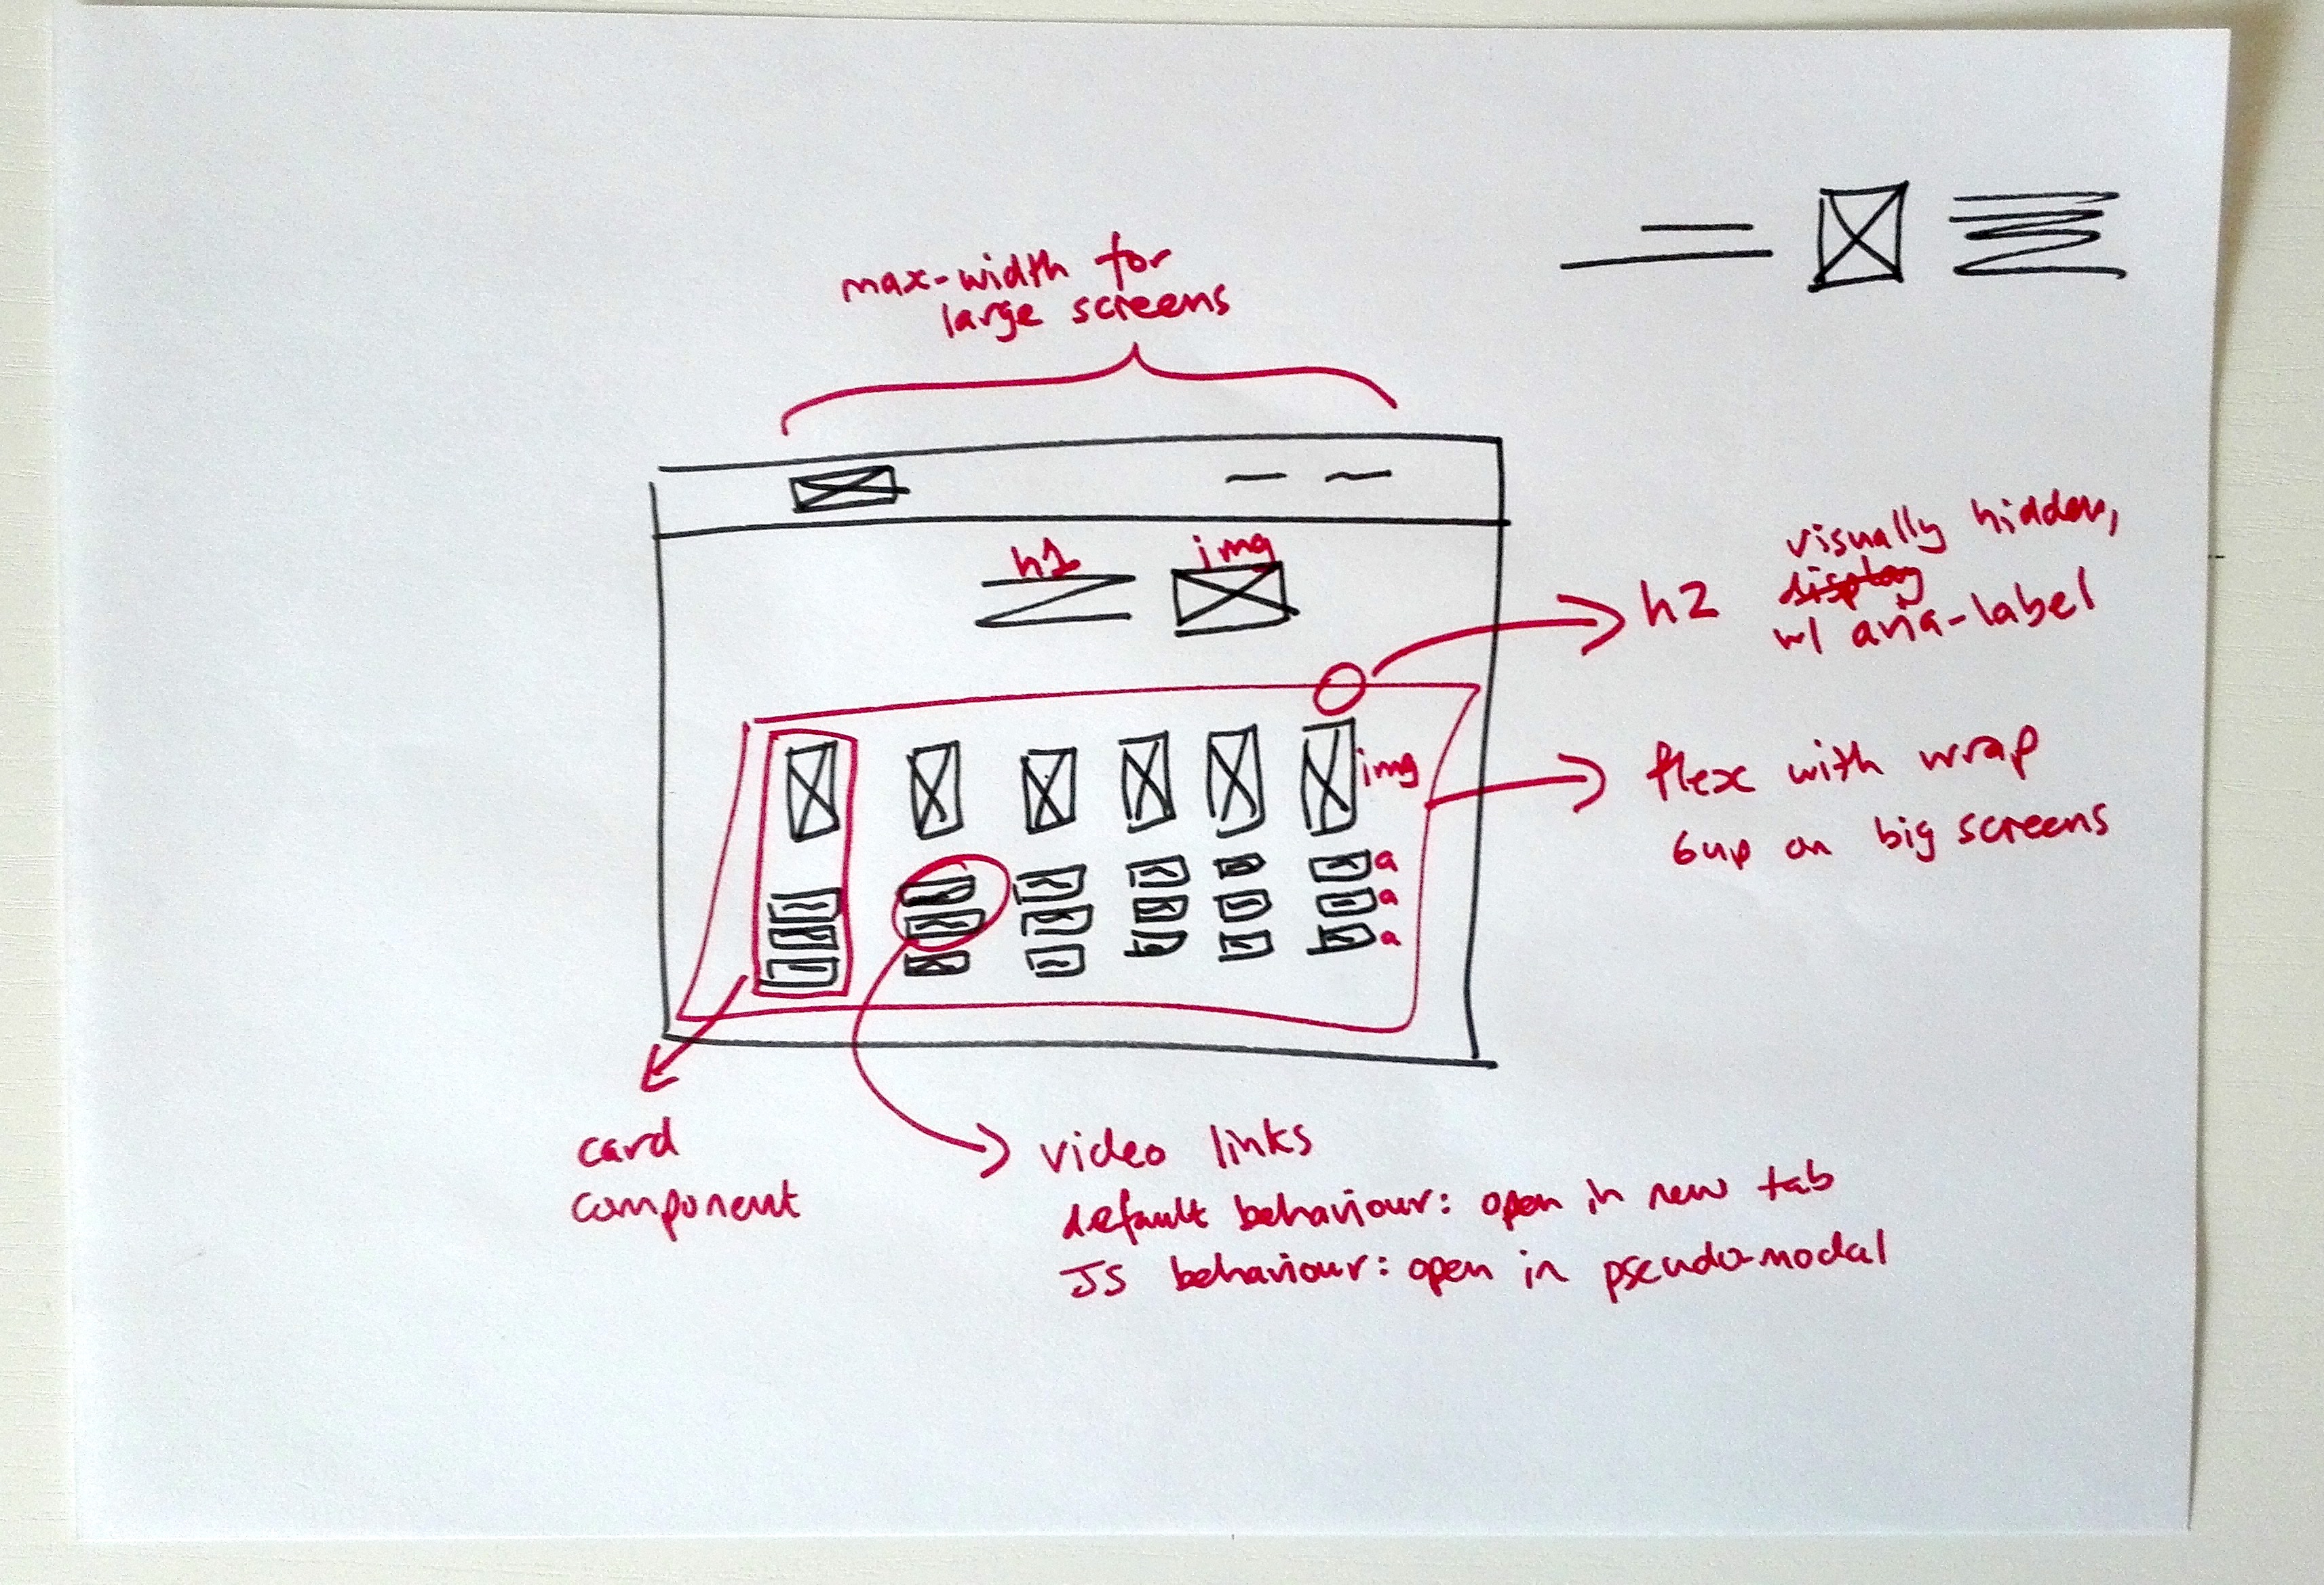 max-width for
large screens
h1
img
h2
visually hidden,
display
w/ aria-label
img
flex with wrap
6up on big screens
a
a
a
card
component
video links
default behaviour: open in new tab
JS behaviour: open in pseudo-modal